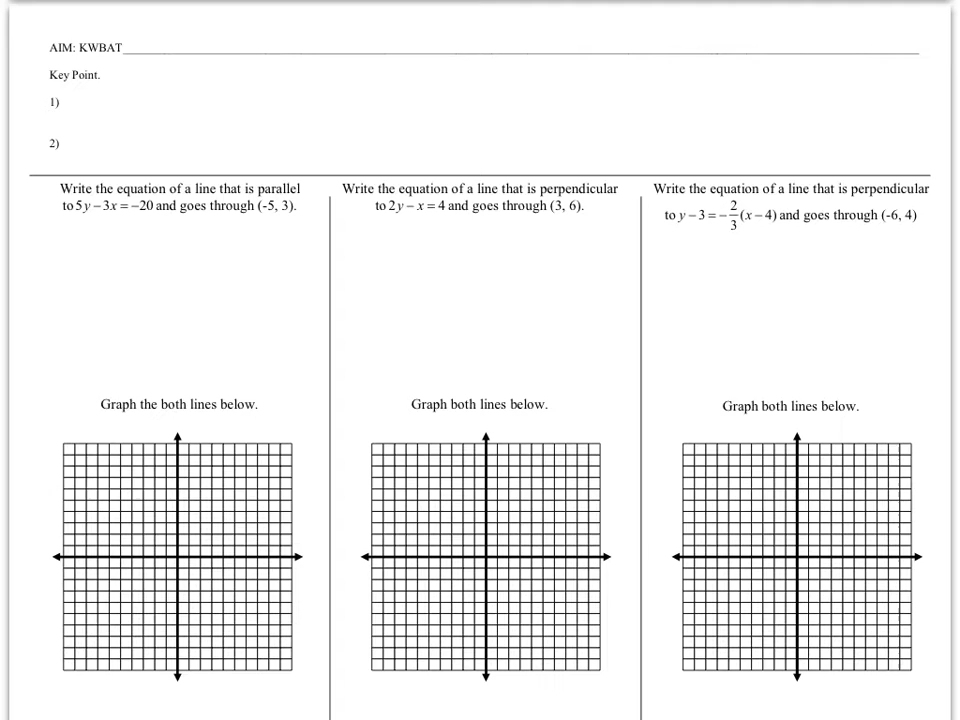 AIM: KWBAT
Key Point.
1)
2)
Write the equation of a line that is parallel
to 5y − 3x = −20 and goes through (-5, 3).
Write the equation of a line that is perpendicular
to 2y − x = 4 and goes through (3, 6).
Write the equation of a line that is perpendicular
to y − 3 = −2/3(x − 4) and goes through (-6, 4)
Graph the both lines below.
Graph both lines below.
Graph both lines below.